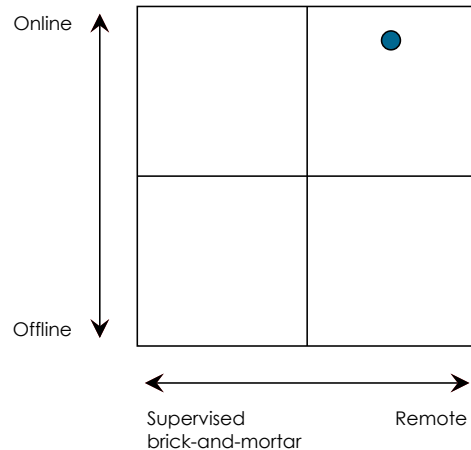 Online
Offline
Supervised
brick-and-mortar
Remote